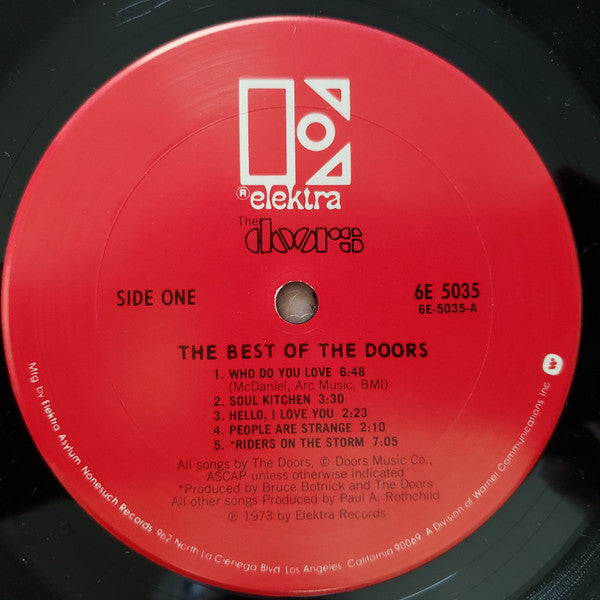 ® elektra
The
doors
SIDE ONE
6E 5035
6E-5035-A
THE BEST OF THE DOORS
1. WHO DO YOU LOVE 6:48
(McDaniel, Arc Music, BMI)
2. SOUL KITCHEN 3:30
3. HELLO, I LOVE YOU 2:23
4. PEOPLE ARE STRANGE 2:10
5. *RIDERS ON THE STORM 7:05
All songs by The Doors, © Doors Music Co.,
ASCAP unless otherwise indicated
*Produced by Bruce Botnick and The Doors
All other songs Produced by Paul A. Rothchild
℗ 1973 by Elektra Records
Mfg by Elektra Asylum Nonesuch Records 962 North La Cienega Blvd Los Angeles California 90069 A Division of Warner Communications Inc